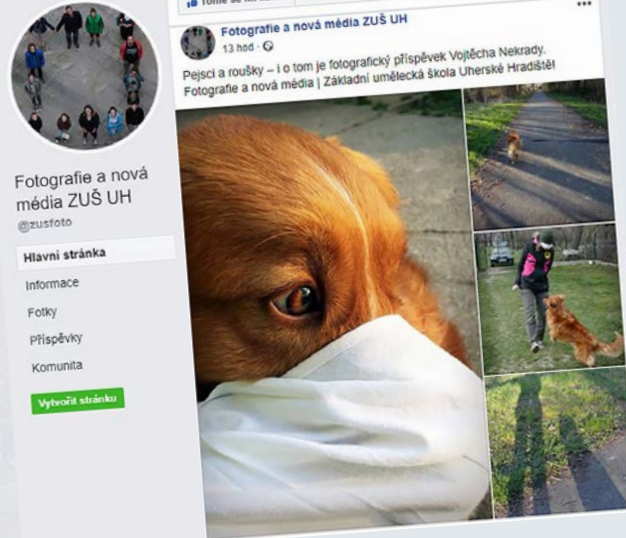 Fotografie a nová média ZUŠ UH
13 hod ·
Pejsci a roušky – i o tom je fotografický příspěvek Vojtěcha Nekrady.
Fotografie a nová média | Základní umělecká škola Uherské Hradiště!
Fotografie a nová
média ZUŠ UH
@zusfoto
Hlavní stránka
Informace
Fotky
Příspěvky
Komunita
Vytvořit stránku